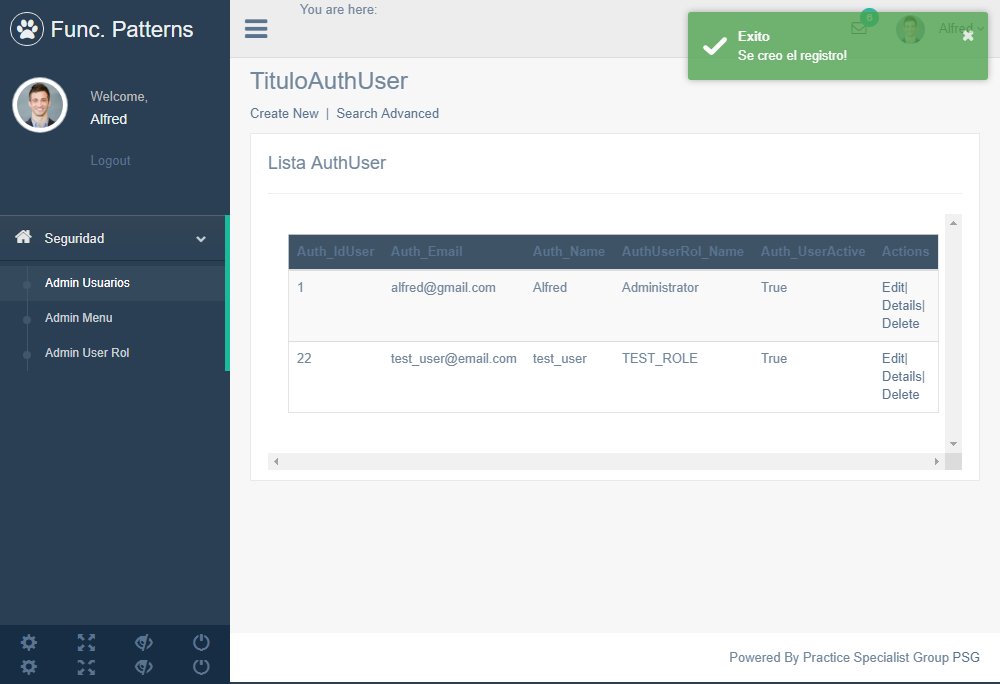 Func. Patterns
Welcome,
Alfred
Logout
Seguridad
Admin Usuarios
Admin Menu
Admin User Rol
You are here:
6
Alfred
Exito
Se creo el registro!
TituloAuthUser
Create New | Search Advanced
Lista AuthUser
Auth_IdUser Auth_Email Auth_Name AuthUserRol_Name Auth_UserActive Actions
1 alfred@gmail.com Alfred Administrator True Edit|
Details|
Delete
22 test_user@email.com test_user TEST_ROLE True Edit|
Details|
Delete
Powered By Practice Specialist Group PSG